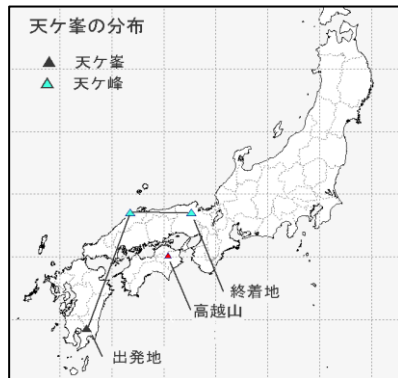 天ケ峯の分布
天ケ峯
天ケ峰
終着地
高越山
出発地